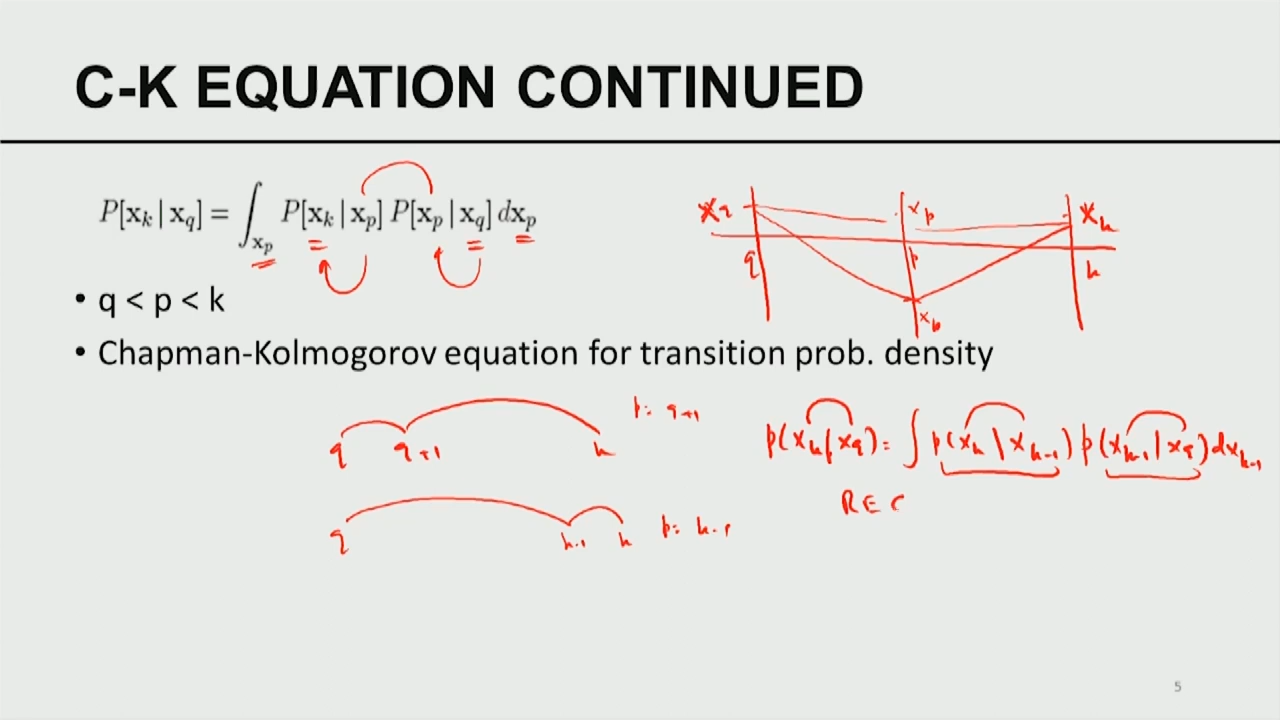 C-K EQUATION CONTINUED
P[x_k | x_q] = ∫_{x_p} P[x_k | x_p] P[x_p | x_q] dx_p
x_q x_p x_k
q p k
x_p
• q < p < k
• Chapman-Kolmogorov equation for transition prob. density
q q+1 k p = q+1
p(x_k | x_q) = ∫ p(x_k | x_{k-1}) p(x_{k-1} | x_q) dx_{k-1}
REC
q k-1 k p = k-1
5